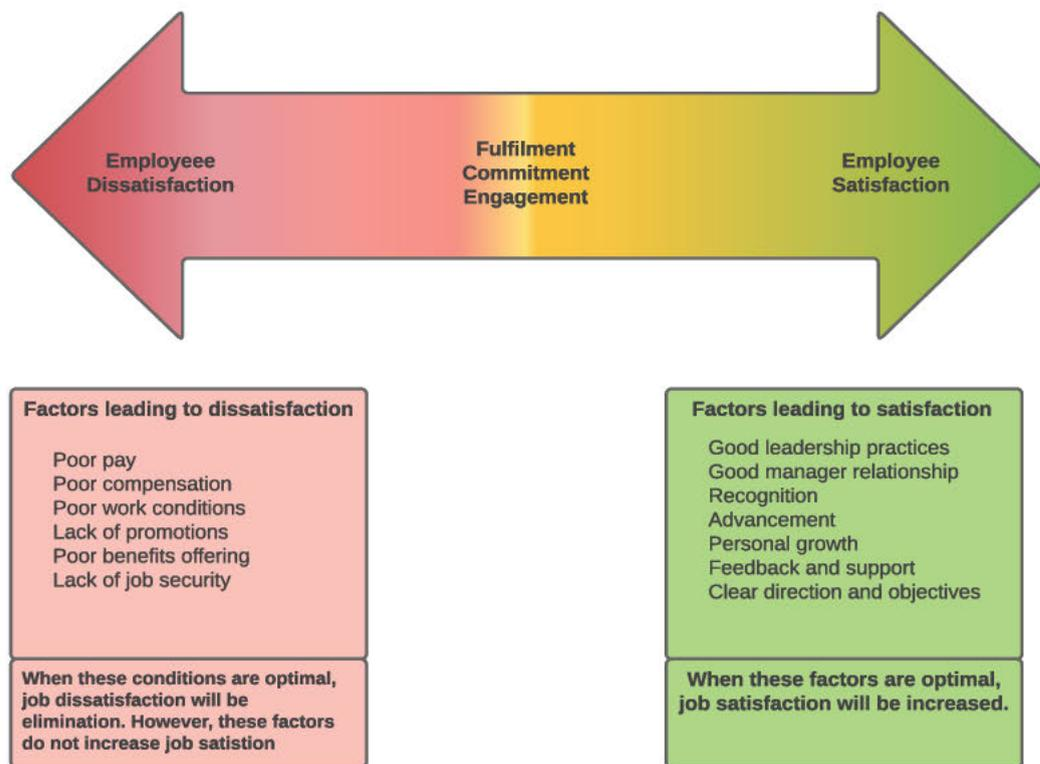 Employeee
Dissatisfaction
Fulfilment
Commitment
Engagement
Employee
Satisfaction
Factors leading to dissatisfaction
Poor pay
Poor compensation
Poor work conditions
Lack of promotions
Poor benefits offering
Lack of job security
When these conditions are optimal,
job dissatisfaction will be
elimination. However, these factors
do not increase job satistion
Factors leading to satisfaction
Good leadership practices
Good manager relationship
Recognition
Advancement
Personal growth
Feedback and support
Clear direction and objectives
When these factors are optimal,
job satisfaction will be increased.